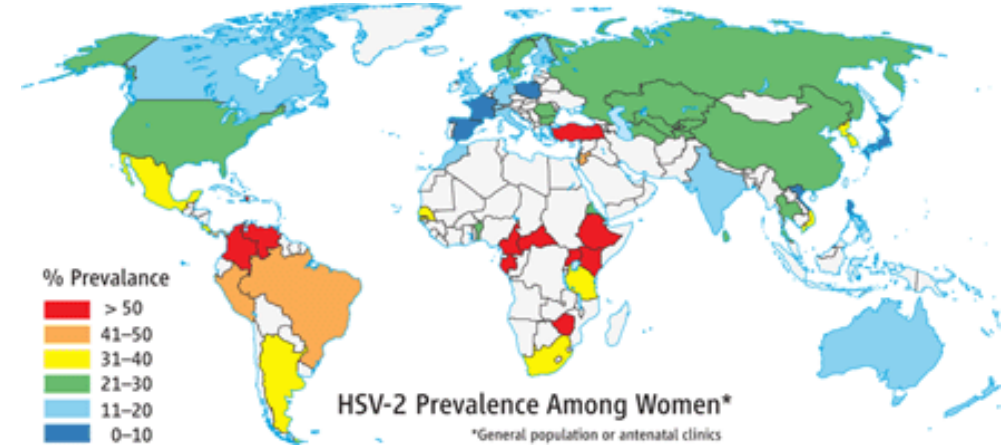 % Prevalance
> 50
41–50
31–40
21–30
11–20
0–10
HSV-2 Prevalence Among Women*
*General population or antenatal clinics